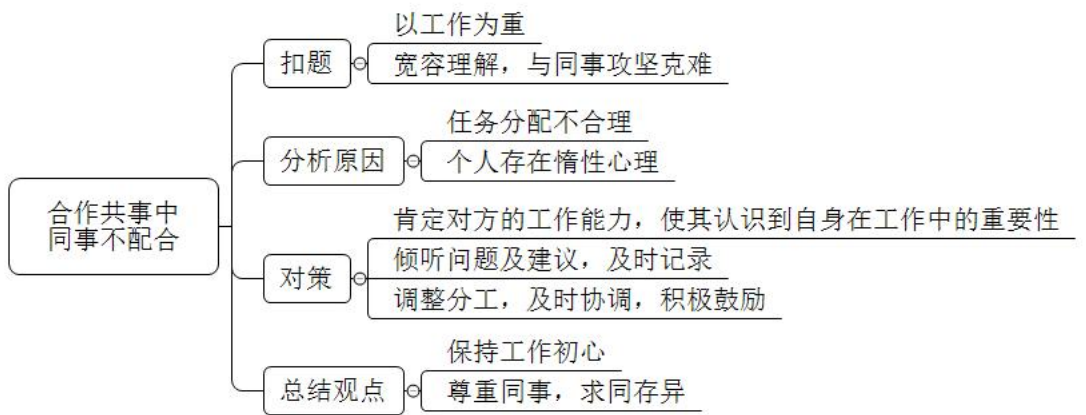 合作共事中
同事不配合
扣题
以工作为重
宽容理解，与同事攻坚克难
分析原因
任务分配不合理
个人存在惰性心理
对策
肯定对方的工作能力，使其认识到自身在工作中的重要性
倾听问题及建议，及时记录
调整分工，及时协调，积极鼓励
总结观点
保持工作初心
尊重同事，求同存异